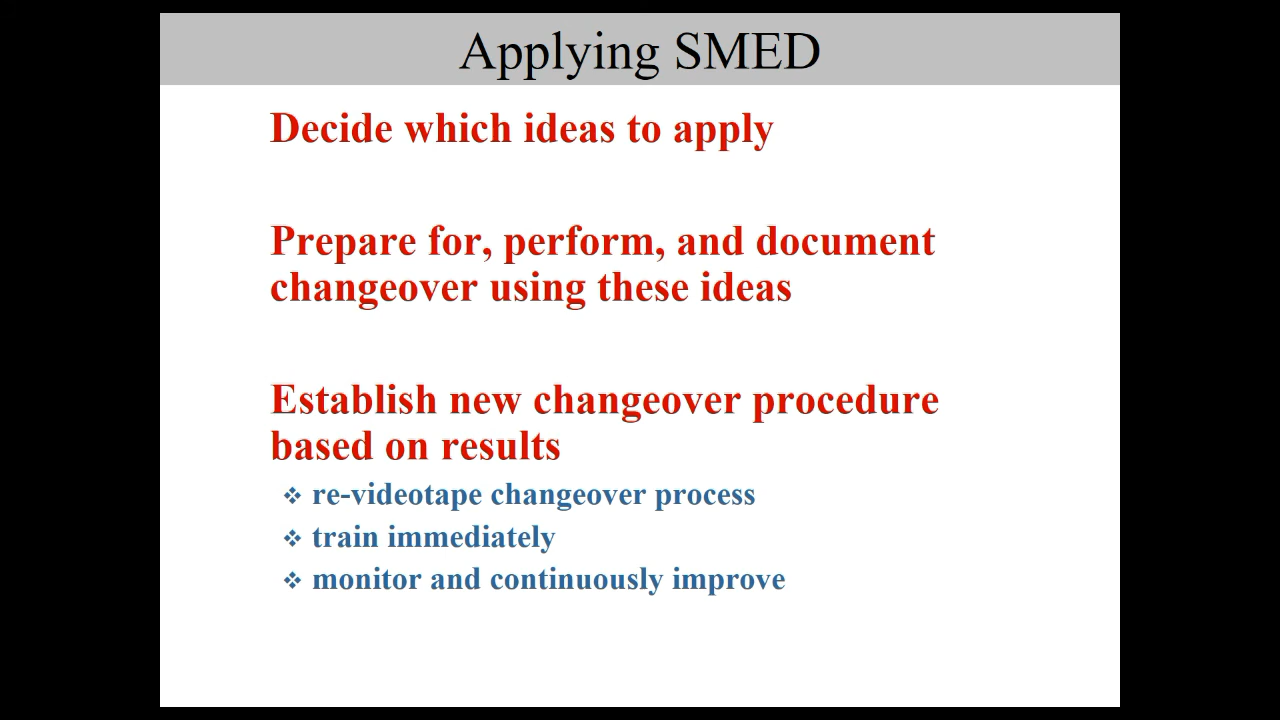 Applying SMED
Decide which ideas to apply
Prepare for, perform, and document
changeover using these ideas
Establish new changeover procedure
based on results
❖ re-videotape changeover process
❖ train immediately
❖ monitor and continuously improve